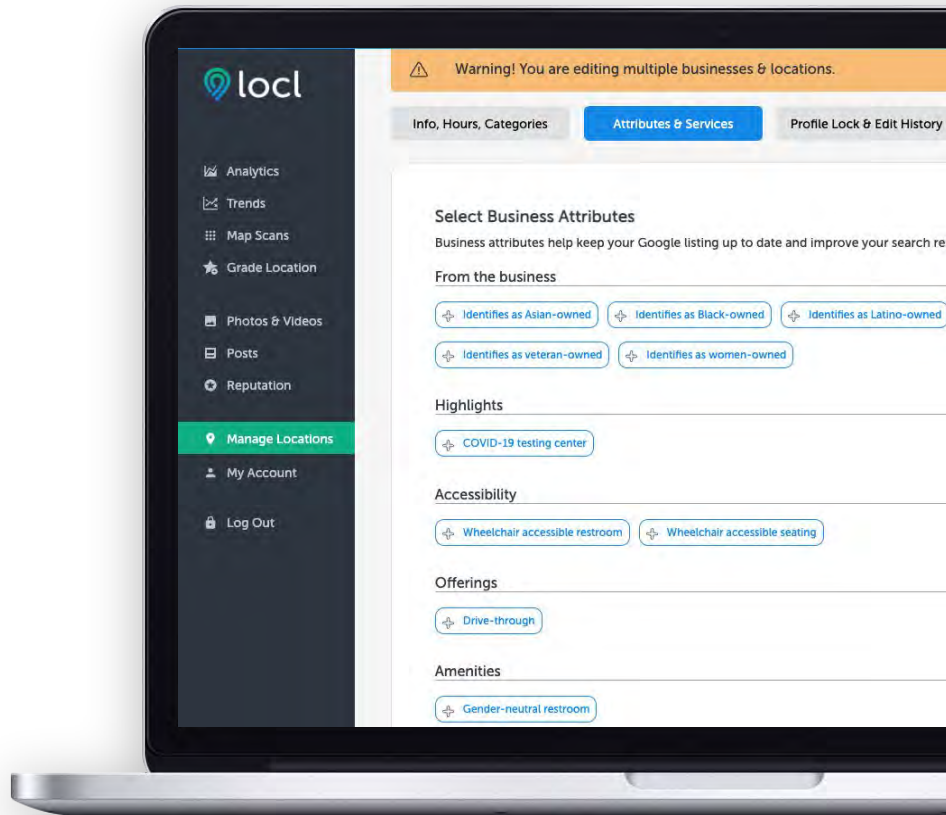 locl
Warning! You are editing multiple businesses & locations.
Info, Hours, Categories
Attributes & Services
Profile Lock & Edit History
Analytics
Trends
Map Scans
Grade Location
Photos & Videos
Posts
Reputation
Manage Locations
My Account
Log Out
Select Business Attributes
Business attributes help keep your Google listing up to date and improve your search re
From the business
Identifies as Asian-owned
Identifies as Black-owned
Identifies as Latino-owned
Identifies as veteran-owned
Identifies as women-owned
Highlights
COVID-19 testing center
Accessibility
Wheelchair accessible restroom
Wheelchair accessible seating
Offerings
Drive-through
Amenities
Gender-neutral restroom